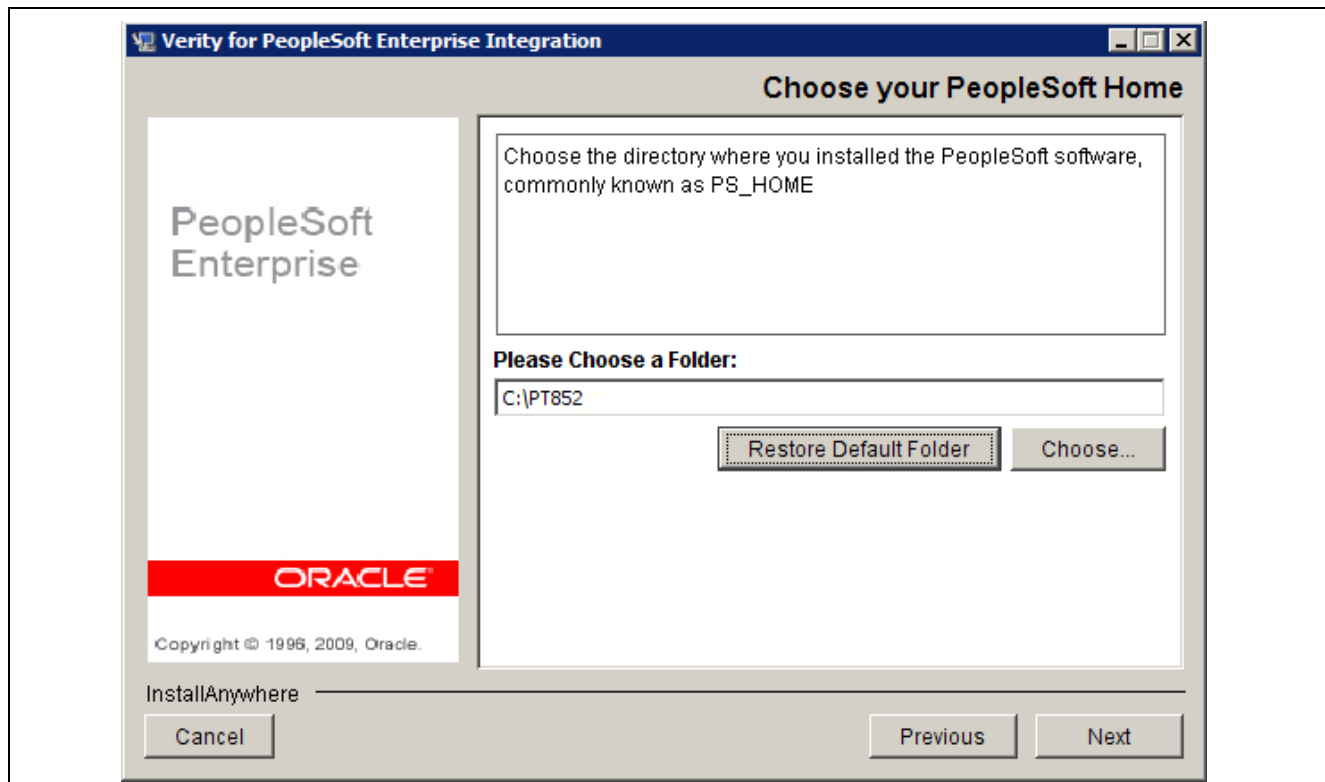 Verity for PeopleSoft Enterprise Integration
Choose your PeopleSoft Home
PeopleSoft
Enterprise
Choose the directory where you installed the PeopleSoft software,
commonly known as PS_HOME
Please Choose a Folder:
C:\PT852
Restore Default Folder
Choose...
ORACLE
Copyright © 1996, 2009, Oracle.
InstallAnywhere
Cancel
Previous
Next